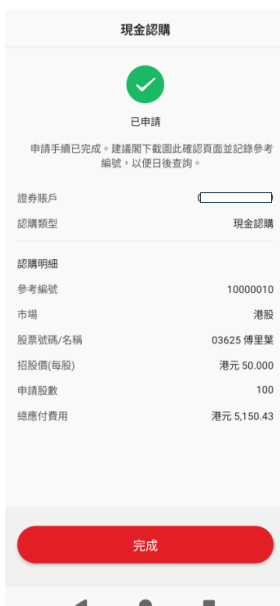 現金認購
已申請
申請手續已完成。建議閣下截圖此確認頁面並記錄參考
編號，以便日後查詢。
證券賬戶
認購類型 現金認購
認購明細
參考編號 10000010
市場 港股
股票號碼/名稱 03625 傅里葉
招股價(每股) 港元 50.000
申請股數 100
總應付費用 港元 5,150.43
完成